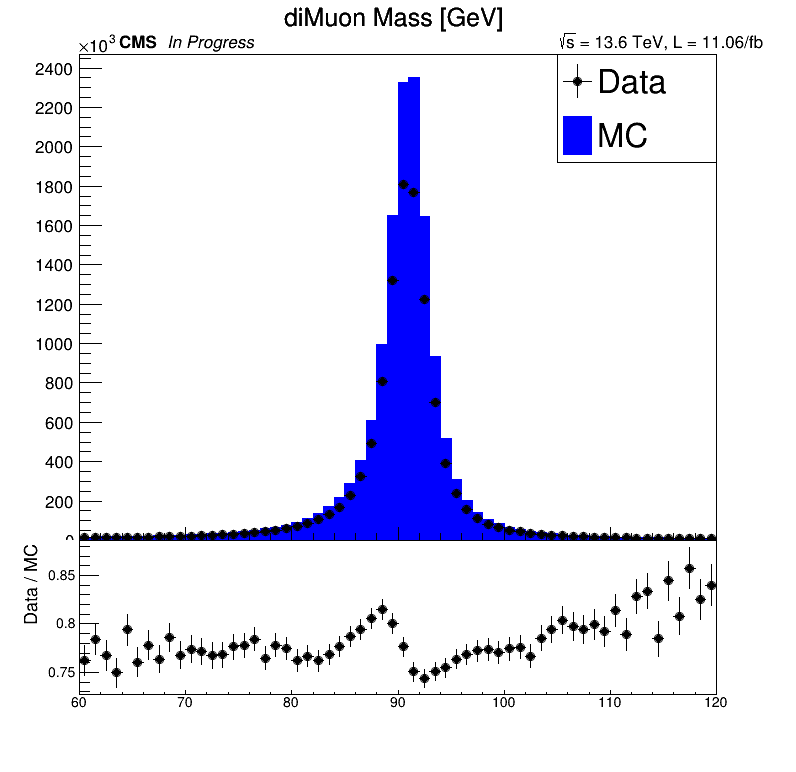 diMuon Mass [GeV]
×10³ CMS In Progress
√s = 13.6 TeV, L = 11.06/fb
Data
MC
2400
2200
2000
1800
1600
1400
1200
1000
800
600
400
200
0
Data / MC
0.85
0.8
0.75
60 70 80 90 100 110 120